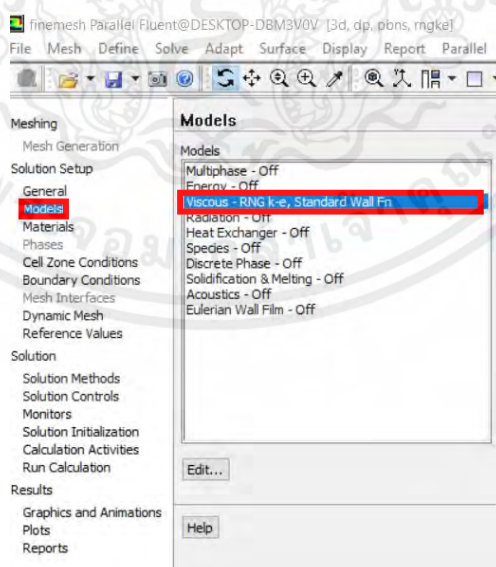 finemesh Parallel Fluent@DESKTOP-DBM3V0V [3d, dp, pbns, rngke]
File Mesh Define Solve Adapt Surface Display Report Parallel
Meshing
Mesh Generation
Solution Setup
General
Models
Materials
Phases
Cell Zone Conditions
Boundary Conditions
Mesh Interfaces
Dynamic Mesh
Reference Values
Solution
Solution Methods
Solution Controls
Monitors
Solution Initialization
Calculation Activities
Run Calculation
Results
Graphics and Animations
Plots
Reports
Models
Models
Multiphase - Off
Energy - Off
Viscous - RNG k-e, Standard Wall Fn
Radiation - Off
Heat Exchanger - Off
Species - Off
Discrete Phase - Off
Solidification & Melting - Off
Acoustics - Off
Eulerian Wall Film - Off
Edit...
Help